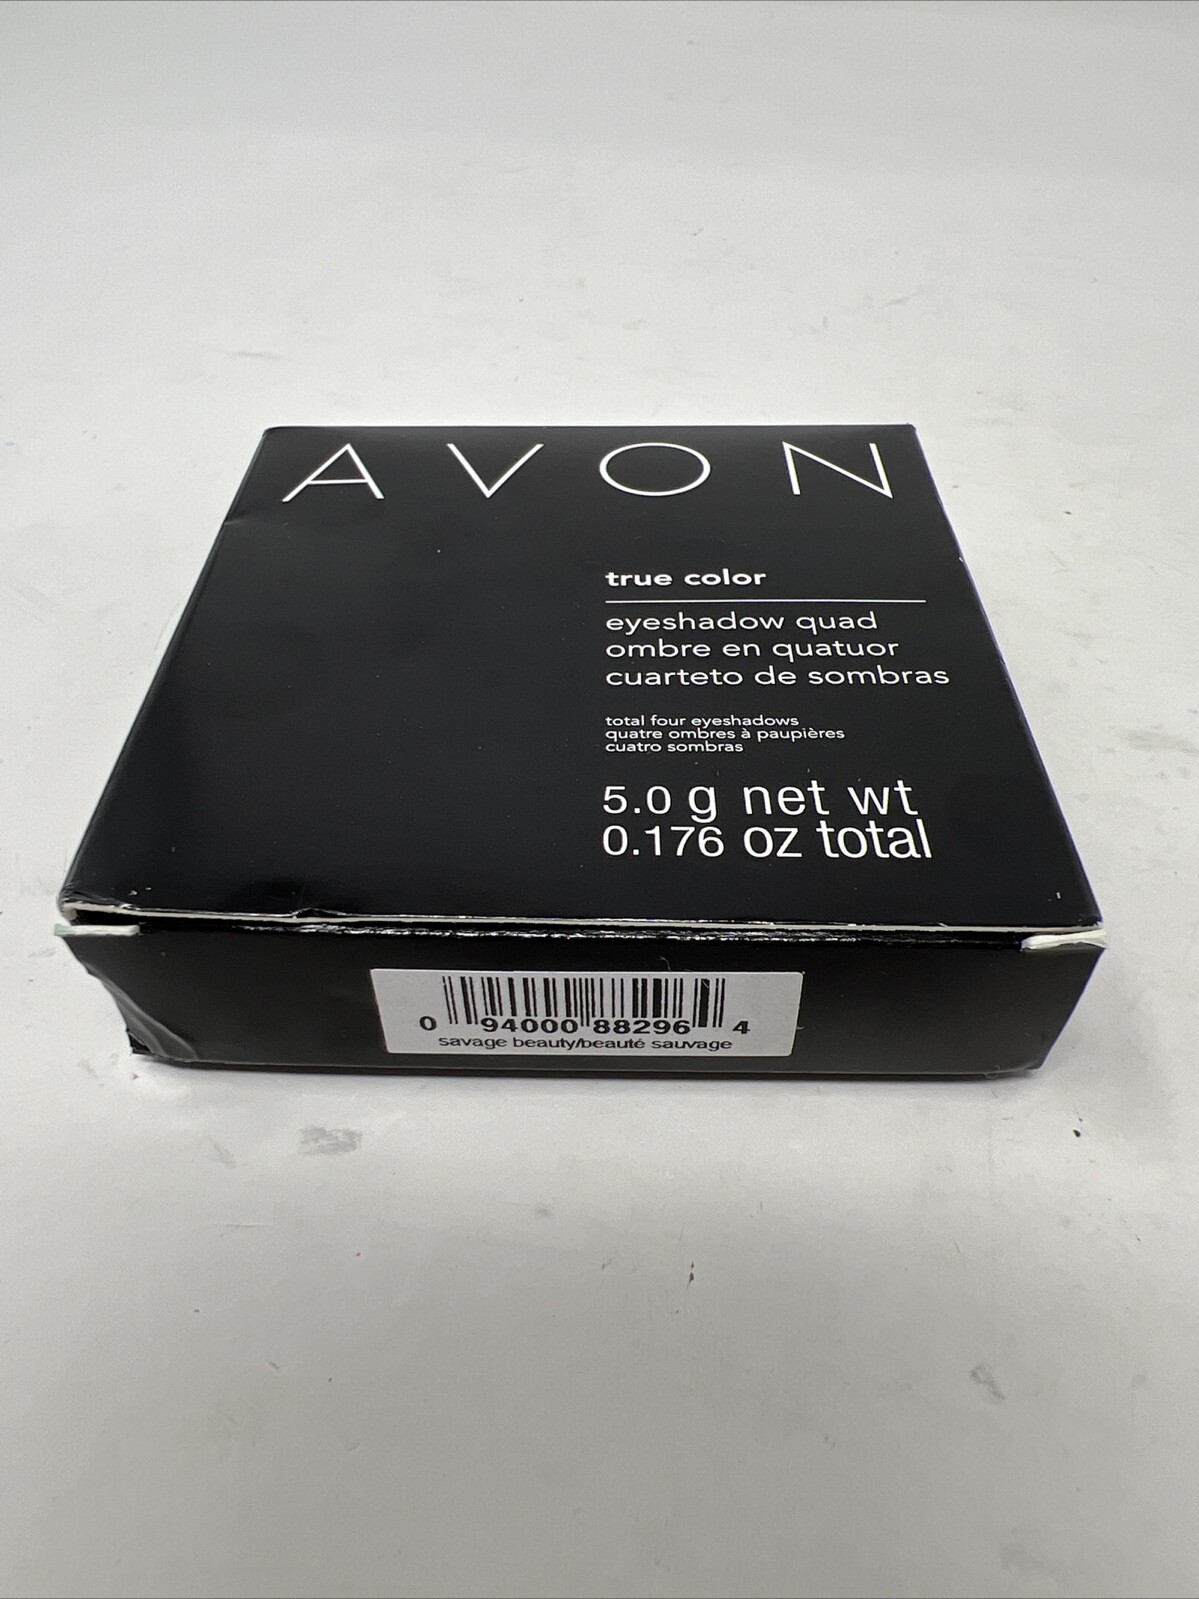 AVON
true color
eyeshadow quad
ombre en quatuor
cuarteto de sombras
total four eyeshadows
quatre ombres à paupières
cuatro sombras
5.0 g net wt
0.176 oz total
0 94000 88296 4
savage beauty/beauté sauvage